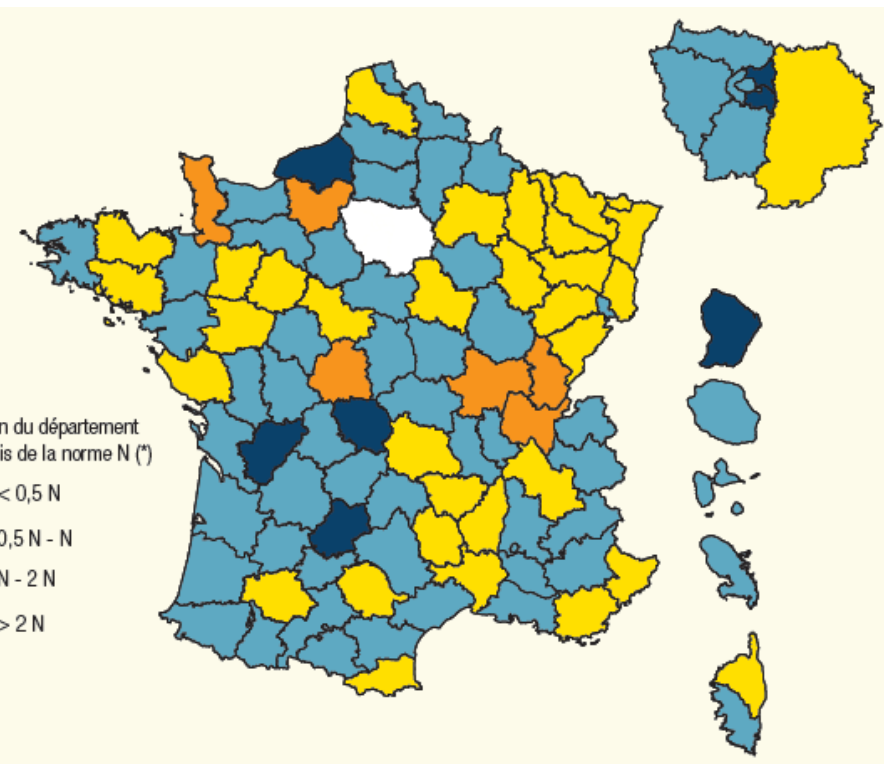 n du département
is de la norme N (*)
< 0,5 N
0,5 N - N
N - 2 N
> 2 N